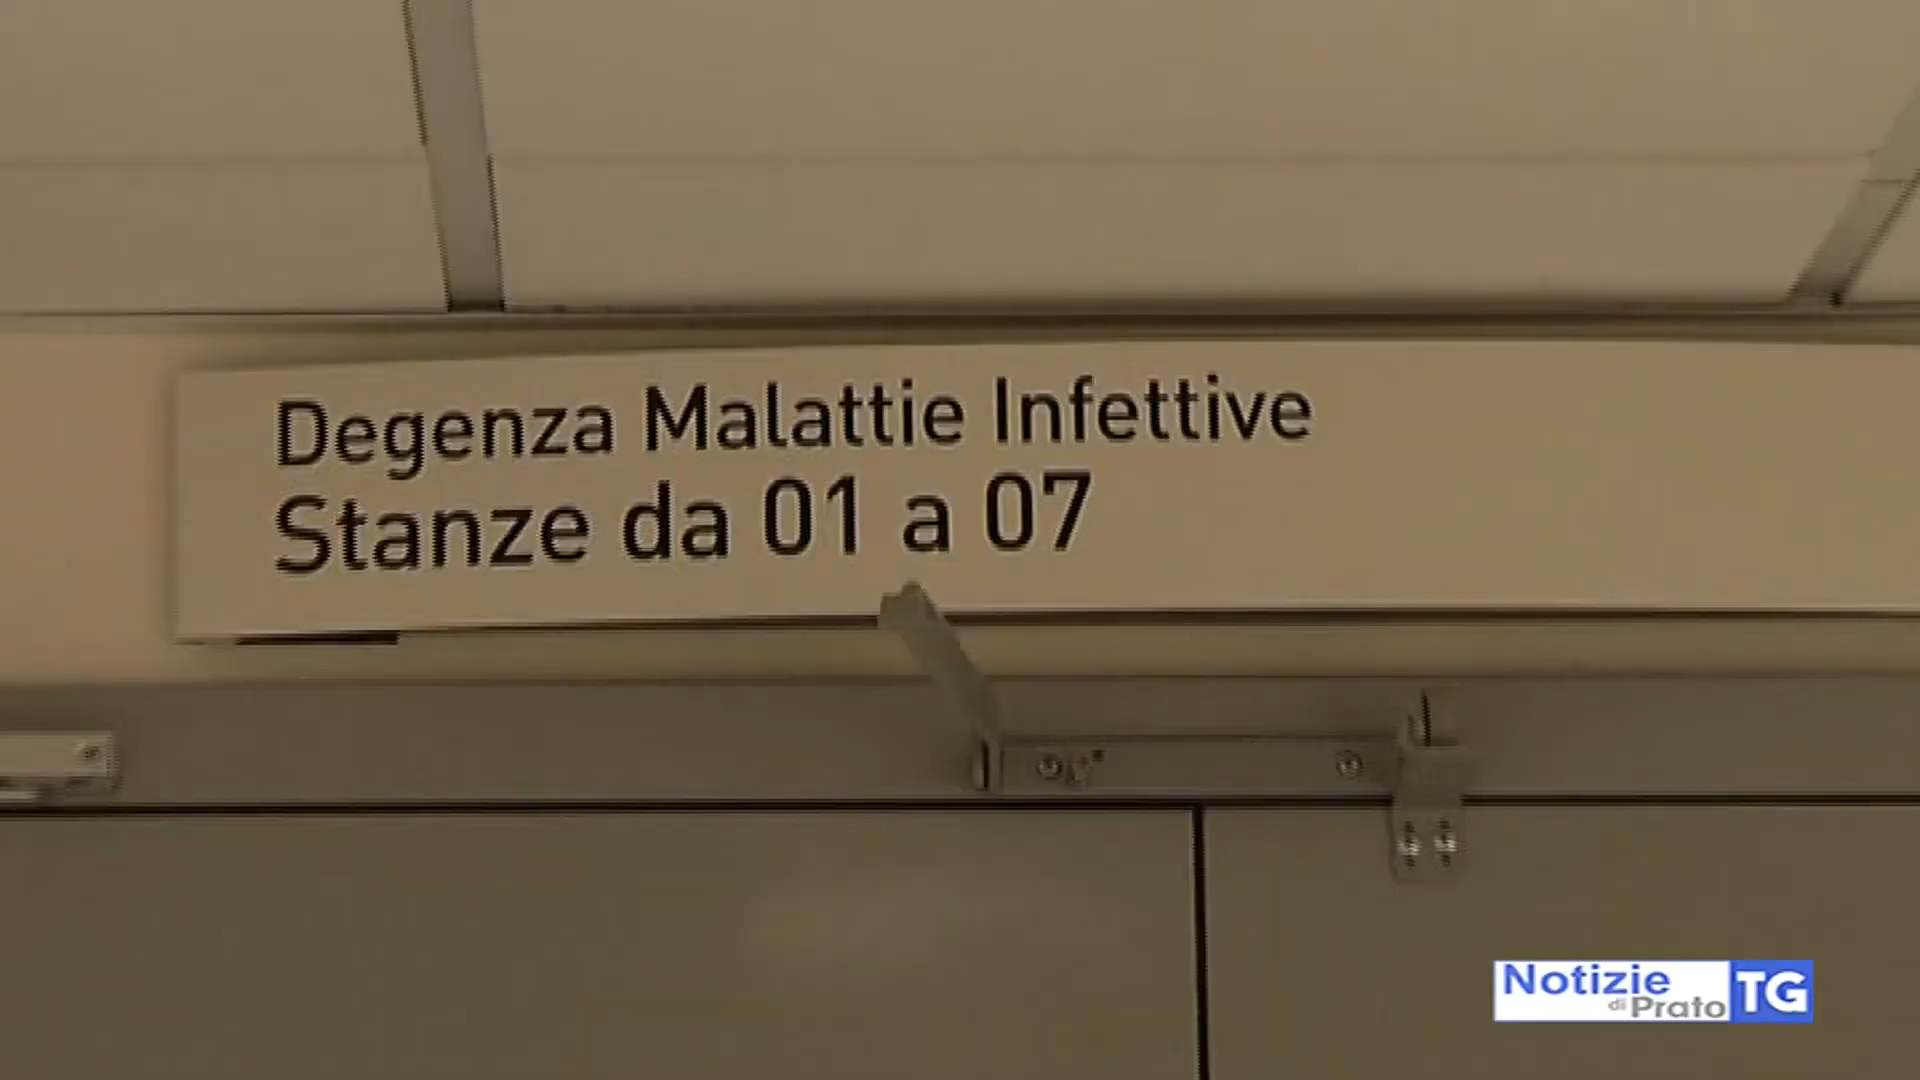 Degenza Malattie Infettive
Stanze da 01 a 07
Notizie
di Prato
TG